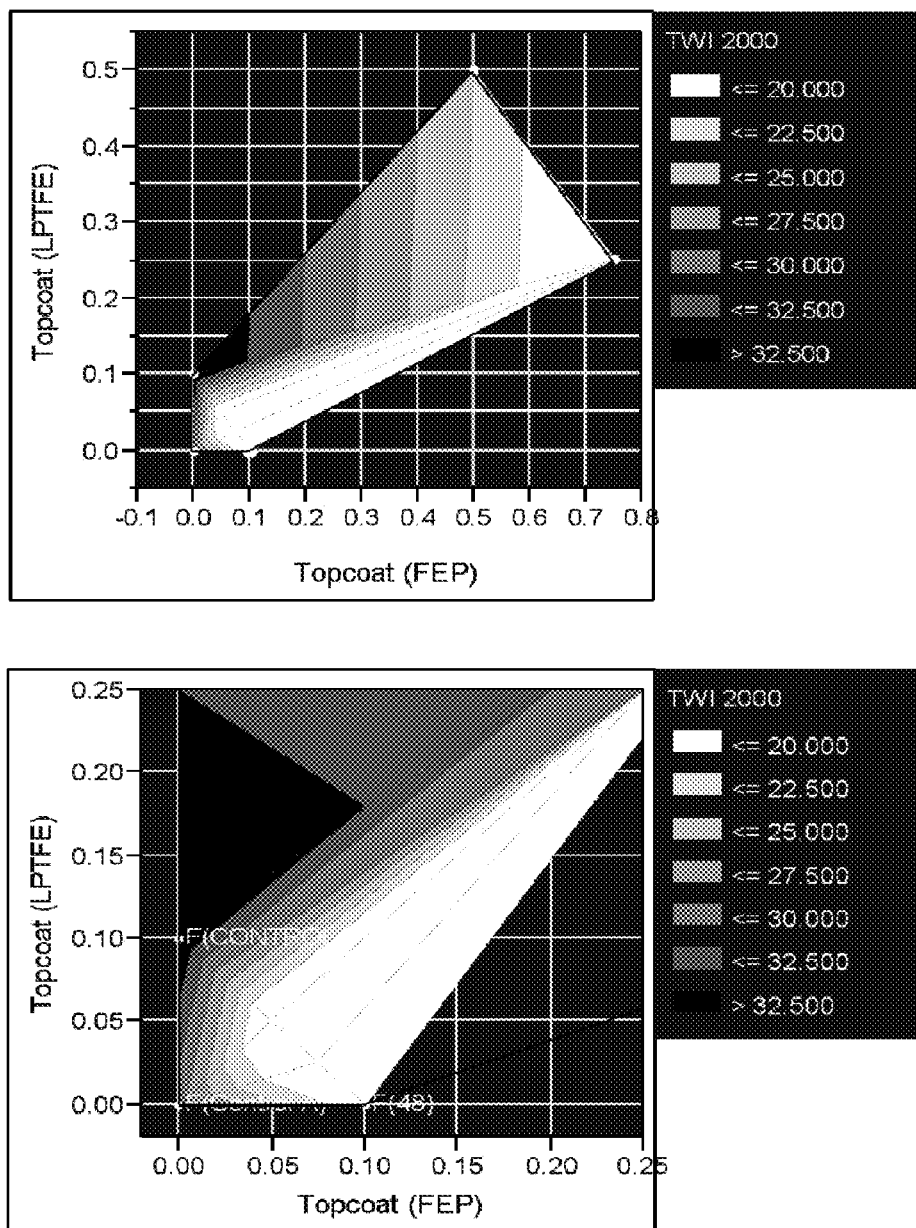 TWI 2000
<= 20.000
<= 22.500
<= 25.000
<= 27.500
<= 30.000
<= 32.500
> 32.500
Topcoat (LPTFE)
0.5
0.4
0.3
0.2
0.1
0.0
-0.1 0.0 0.1 0.2 0.3 0.4 0.5 0.6 0.7 0.8
Topcoat (FEP)
TWI 2000
<= 20.000
<= 22.500
<= 25.000
<= 27.500
<= 30.000
<= 32.500
> 32.500
Topcoat (LPTFE)
0.25
0.20
0.15
0.10
0.05
0.00
F(48)
0.00 0.05 0.10 0.15 0.20 0.25
Topcoat (FEP)